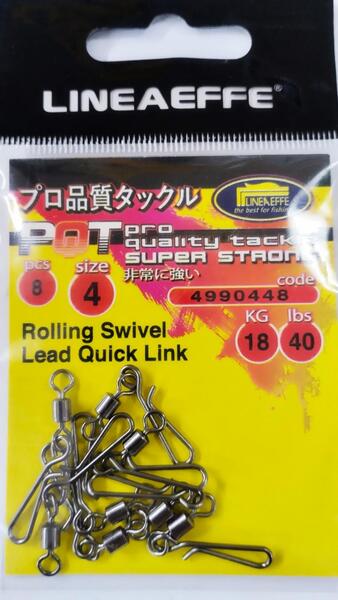 LINEAEFFE®
プロ品質タックル
LINEAEFFE
the best for fishing
PQT pro
quality tackle
SUPER STRONG
非常に強い
pcs
8
size
4
code
4990448
KG
18
lbs
40
Rolling Swivel
Lead Quick Link